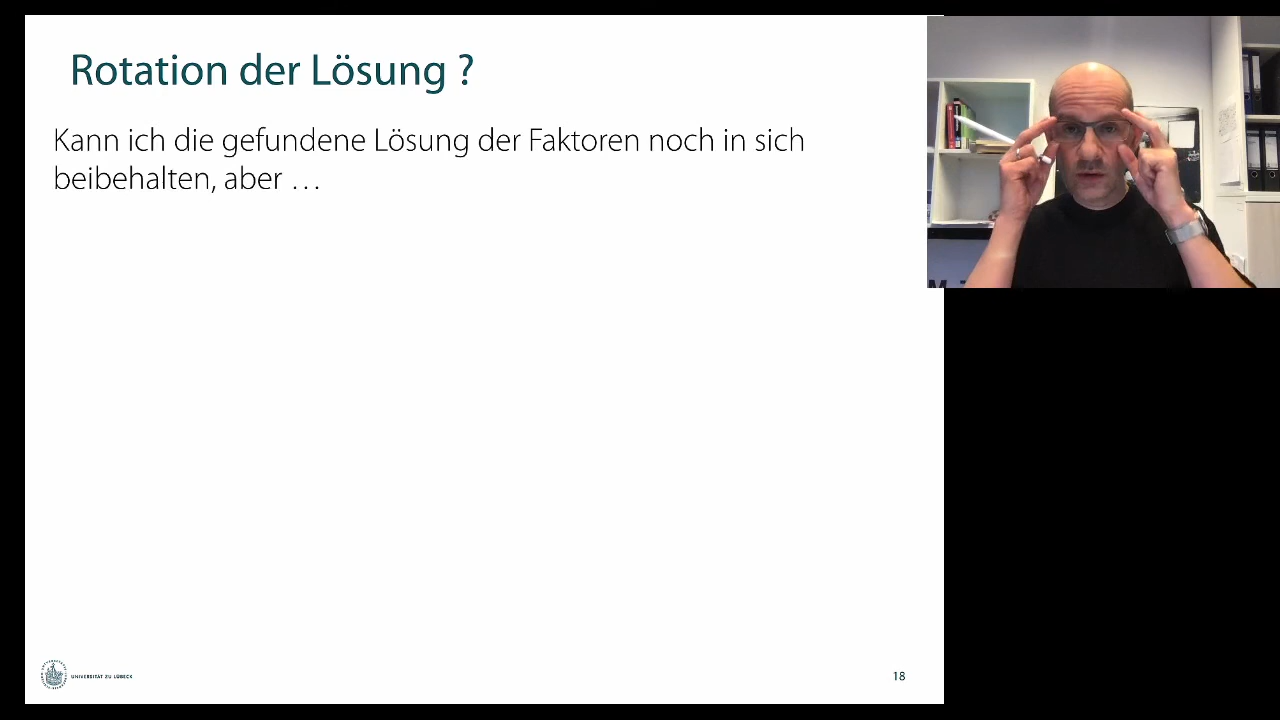 Rotation der Lösung ?
Kann ich die gefundene Lösung der Faktoren noch in sich
beibehalten, aber …
UNIVERSITÄT ZU LÜBECK
18